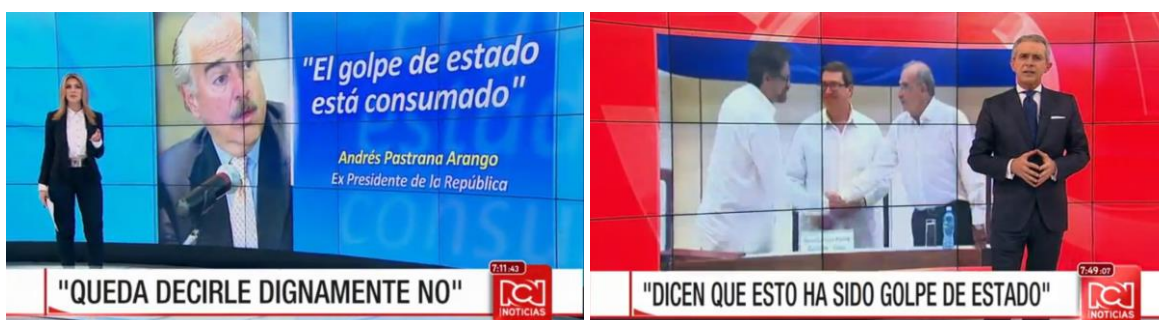 "El golpe de estado
está consumado"
Andrés Pastrana Arango
Ex Presidente de la República
7:11:43
"QUEDA DECIRLE DIGNAMENTE NO"
RCN
NOTICIAS
7:49:07
"DICEN QUE ESTO HA SIDO GOLPE DE ESTADO"
RCN
NOTICIAS